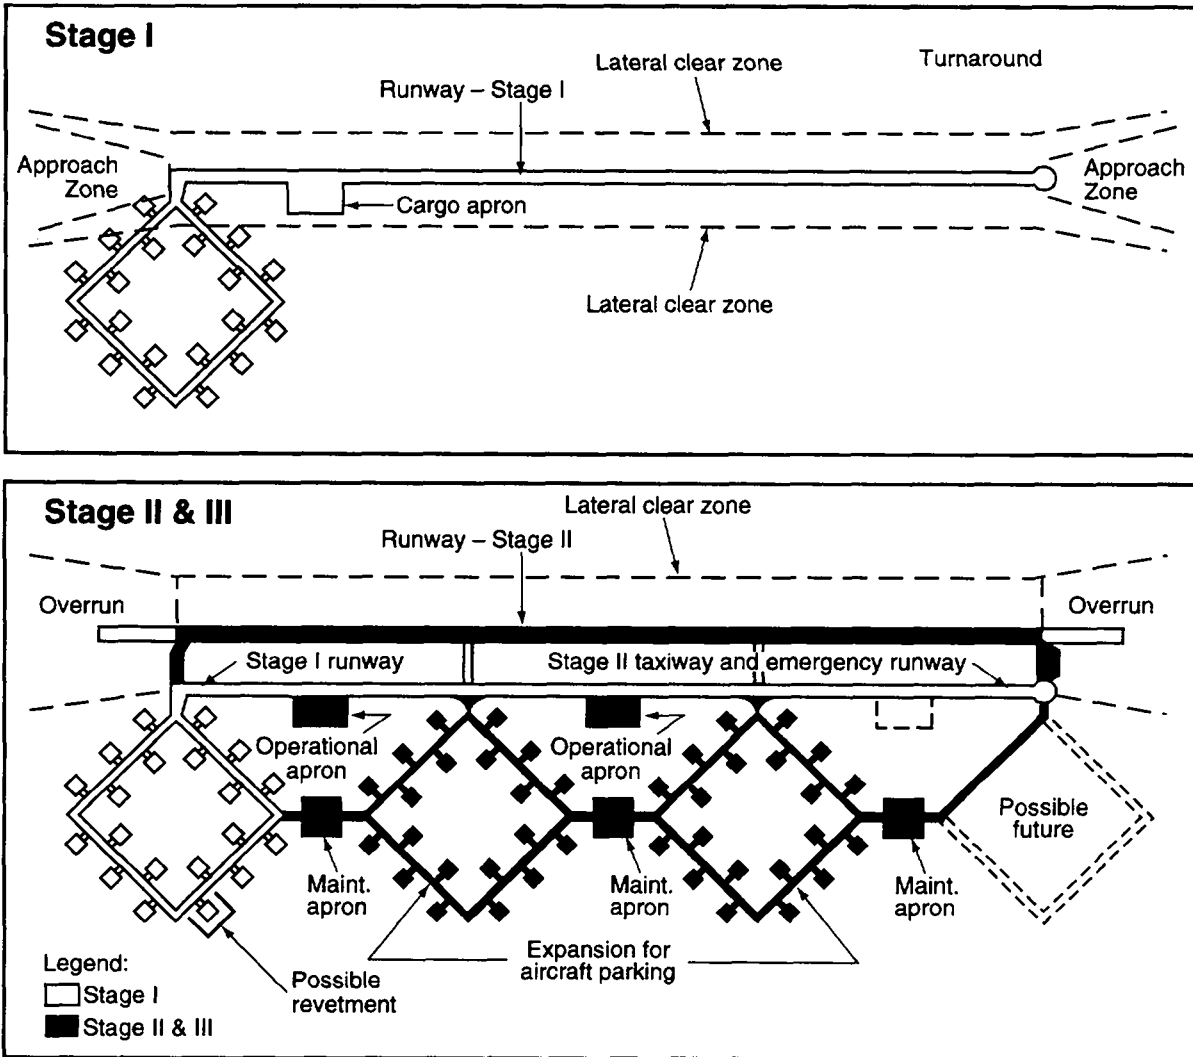 Stage I
Lateral clear zone
Turnaround
Runway – Stage I
Approach
Zone
Approach
Zone
Cargo apron
Lateral clear zone
Stage II & III
Lateral clear zone
Runway – Stage II
Overrun
Overrun
Stage I runway
Stage II taxiway and emergency runway
Operational
apron
Operational
apron
Possible
future
Maint.
apron
Maint.
apron
Maint.
apron
Expansion for
aircraft parking
Legend:
Stage I
Stage II & III
Possible
revetment